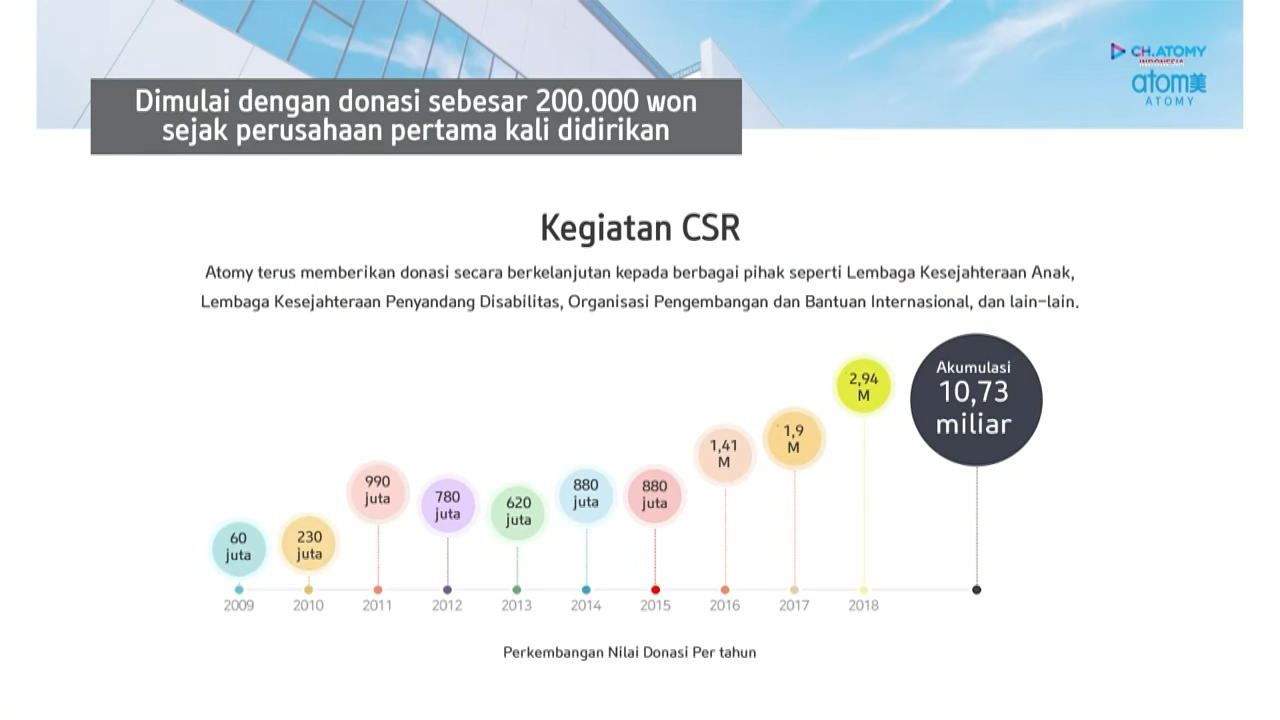 Dimulai dengan donasi sebesar 200.000 won
sejak perusahaan pertama kali didirikan
CH.ATOMY
INDONESIA
atom美
ATOMY
Kegiatan CSR
Atomy terus memberikan donasi secara berkelanjutan kepada berbagai pihak seperti Lembaga Kesejahteraan Anak,
Lembaga Kesejahteraan Penyandang Disabilitas, Organisasi Pengembangan dan Bantuan Internasional, dan lain-lain.
60
juta
230
juta
990
juta
780
juta
620
juta
880
juta
880
juta
1,41
M
1,9
M
2,94
M
Akumulasi
10,73
miliar
2009 2010 2011 2012 2013 2014 2015 2016 2017 2018
Perkembangan Nilai Donasi Per tahun